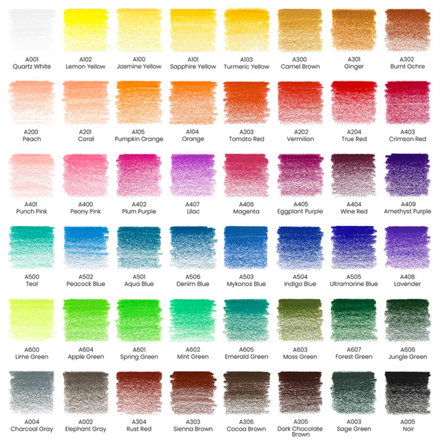 A001 A102 A100 A101 A103 A300 A301 A302
Quartz White Lemon Yellow Jasmine Yellow Sapphire Yellow Turmeric Yellow Camel Brown Ginger Burnt Ochre
A200 A201 A105 A104 A203 A202 A204 A403
Peach Coral Pumpkin Orange Orange Tomato Red Vermilion True Red Crimson Red
A401 A400 A402 A407 A406 A405 A404 A409
Punch Pink Peony Pink Plum Purple Lilac Magenta Eggplant Purple Wine Red Amethyst Purple
A500 A502 A501 A506 A503 A504 A505 A408
Teal Peacock Blue Aqua Blue Denim Blue Mykonos Blue Indigo Blue Ultramarine Blue Lavender
A600 A604 A601 A602 A605 A603 A607 A606
Lime Green Apple Green Spring Green Mint Green Emerald Green Moss Green Forest Green Jungle Green
A004 A002 A304 A303 A306 A305 A003 A005
Charcoal Gray Elephant Gray Rust Red Sienna Brown Cocoa Brown Dark Chocolate Brown Sage Green Noir